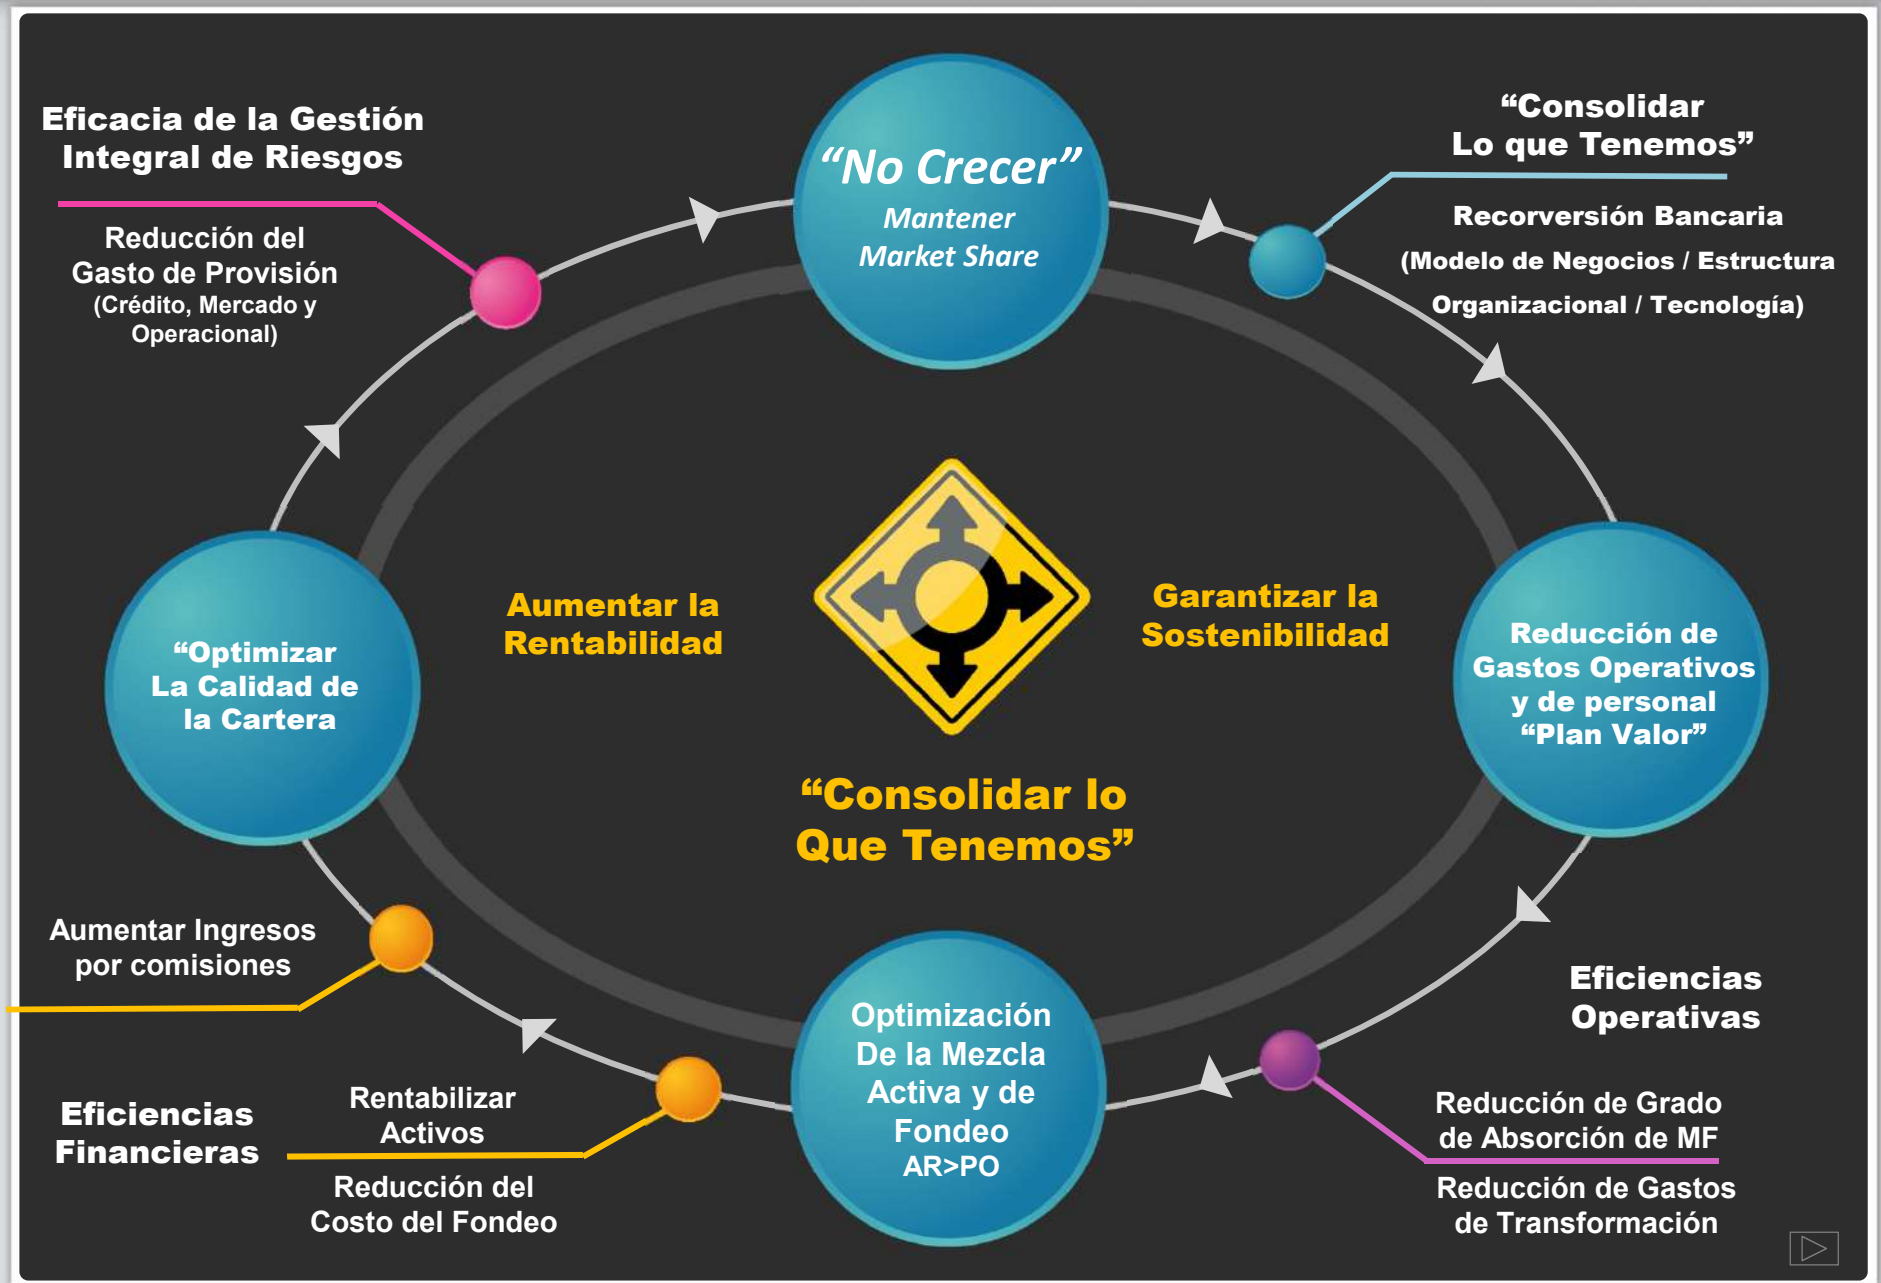 Eficacia de la Gestión
Integral de Riesgos
Reducción del
Gasto de Provisión
(Crédito, Mercado y
Operacional)
“No Crecer”
Mantener
Market Share
“Consolidar
Lo que Tenemos”
Recorversión Bancaria
(Modelo de Negocios / Estructura
Organizacional / Tecnología)
“Optimizar
La Calidad de
la Cartera
Aumentar la
Rentabilidad
Garantizar la
Sostenibilidad
Reducción de
Gastos Operativos
y de personal
“Plan Valor”
“Consolidar lo
Que Tenemos”
Aumentar Ingresos
por comisiones
Eficiencias
Financieras
Rentabilizar
Activos
Reducción del
Costo del Fondeo
Optimización
De la Mezcla
Activa y de
Fondeo
AR>PO
Eficiencias
Operativas
Reducción de Grado
de Absorción de MF
Reducción de Gastos
de Transformación